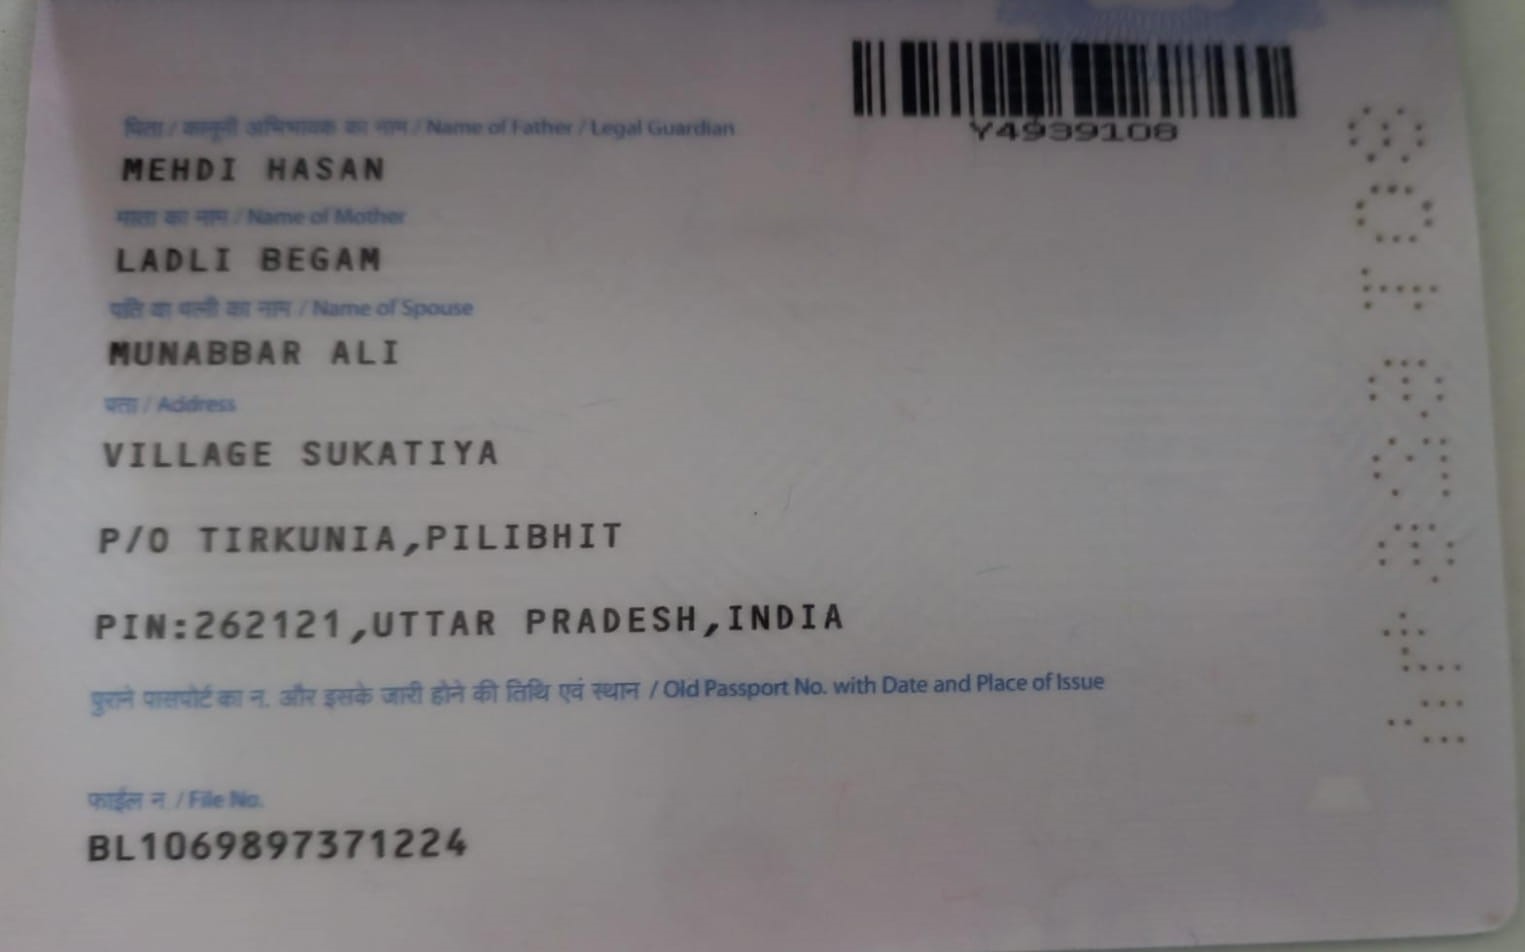 Y4939108
पिता / कानूनी अभिभावक का नाम / Name of Father / Legal Guardian
MEHDI HASAN
माता का नाम / Name of Mother
LADLI BEGAM
पति या पत्नी का नाम / Name of Spouse
MUNABBAR ALI
पता / Address
VILLAGE SUKATIYA
P/O TIRKUNIA,PILIBHIT
PIN:262121,UTTAR PRADESH,INDIA
पुराने पासपोर्ट का न. और इसके जारी होने की तिथि एवं स्थान / Old Passport No. with Date and Place of Issue
फाईल न. / File No.
BL1069897371224